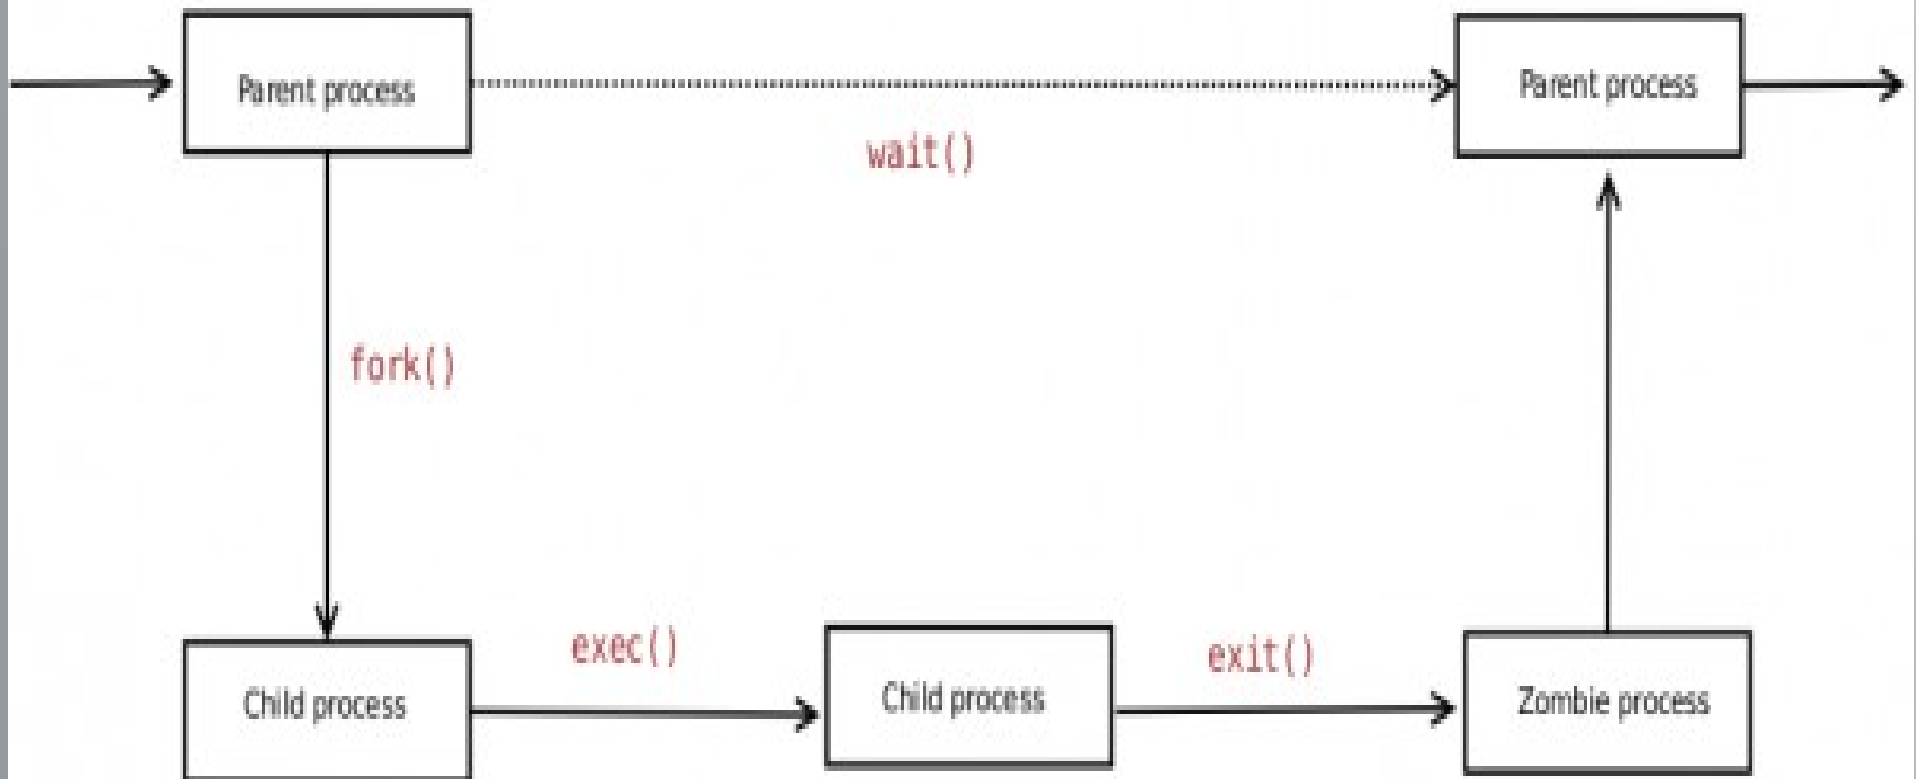 Parent process
Parent process
wait()
fork()
exec()
exit()
Child process
Child process
Zombie process